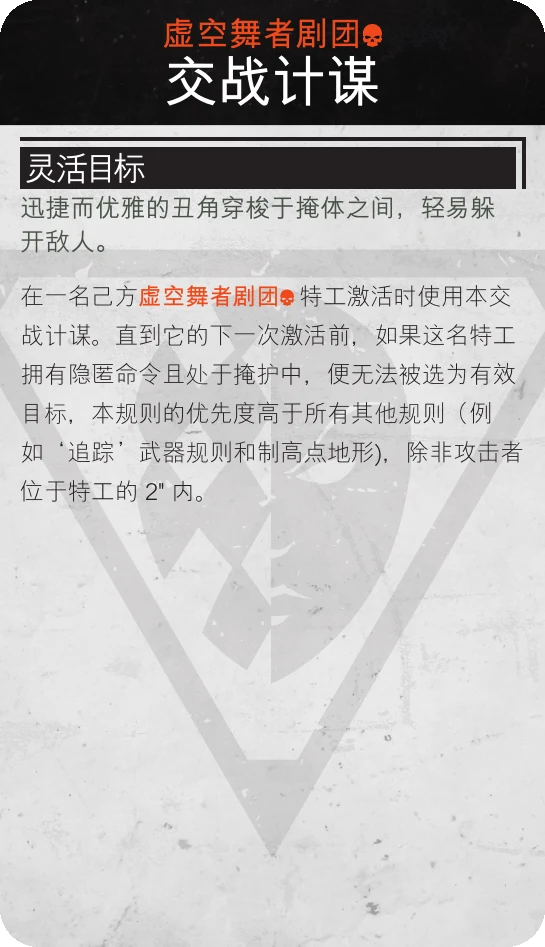 虚空舞者剧团
交战计谋
灵活目标
迅捷而优雅的丑角穿梭于掩体之间，轻易躲
开敌人。
在一名己方虚空舞者剧团特工激活时使用本交
战计谋。直到它的下一次激活前，如果这名特工
拥有隐匿命令且处于掩护中，便无法被选为有效
目标，本规则的优先度高于所有其他规则（例
如‘追踪’武器规则和制高点地形)，除非攻击者
位于特工的 2" 内。